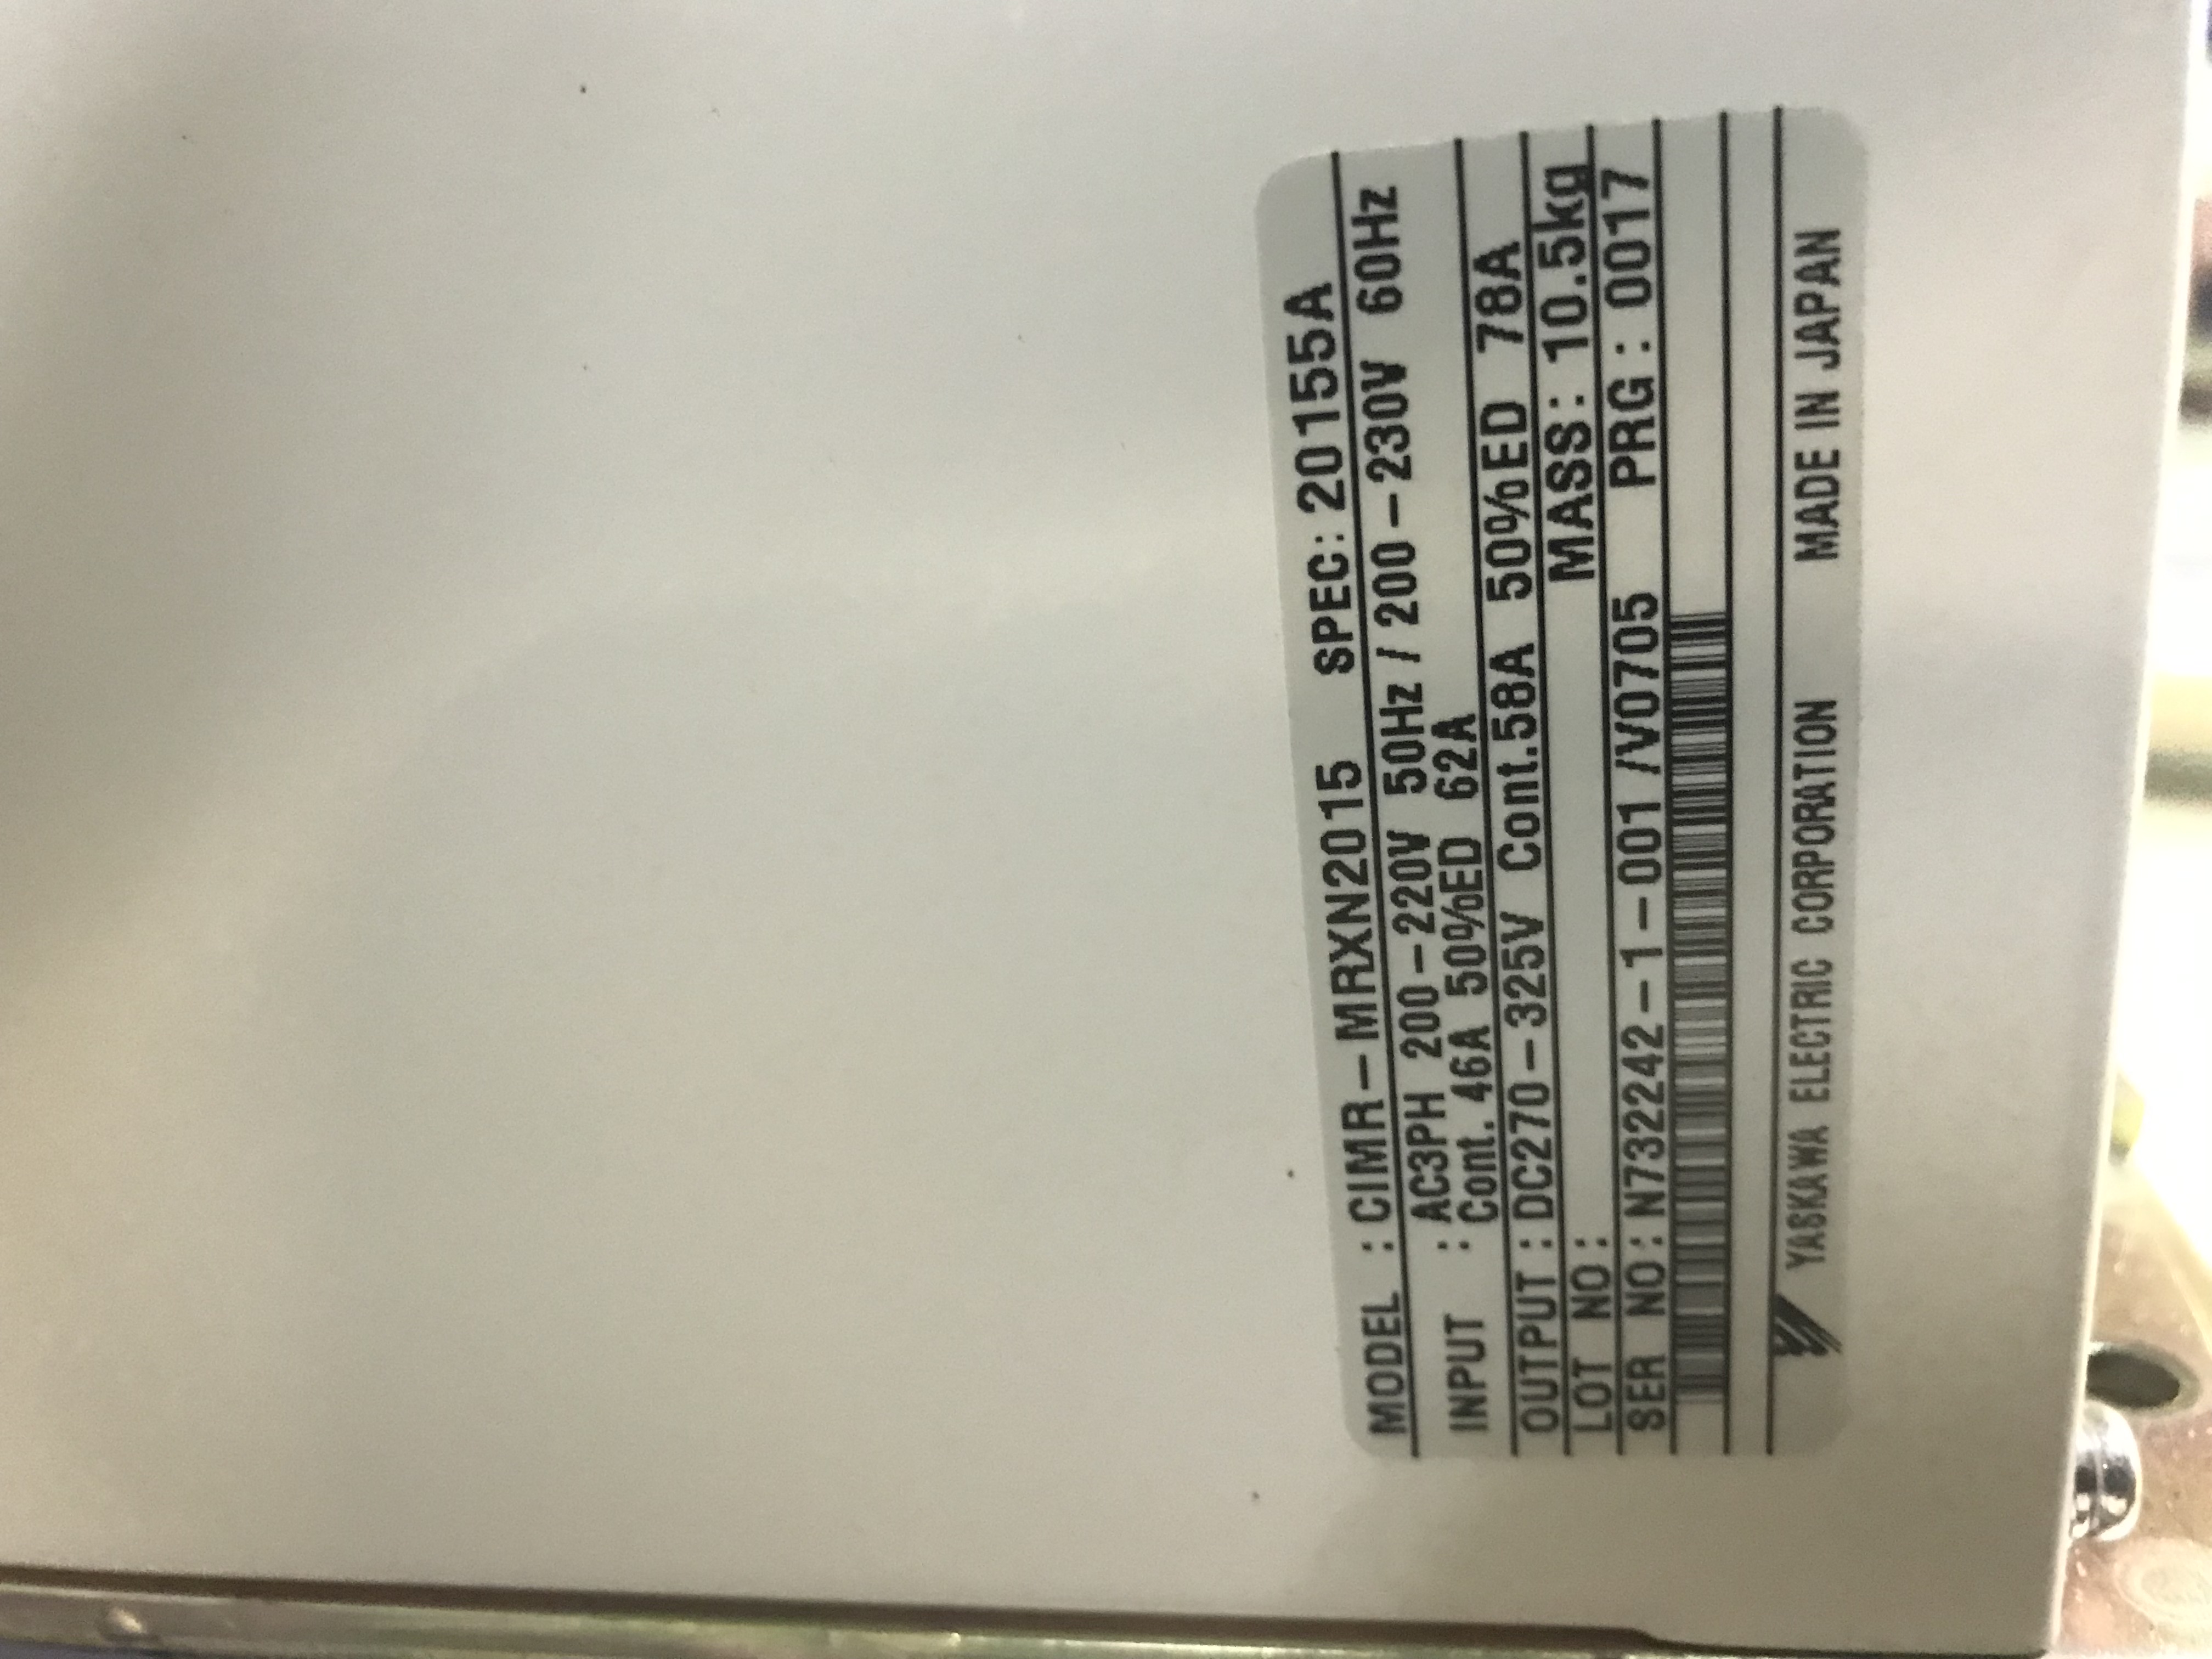 MODEL : CIMR-MRXN2015 SPEC: 20155A
INPUT : AC3PH 200-220V 50Hz / 200-230V 60Hz
Cont. 46A 50%ED 62A
OUTPUT : DC270-325V Cont.58A 50%ED 78A
LOT NO : MASS: 10.5kg
SER NO: N732242-1-001 /V0705 PRG: 0017
YASKAWA ELECTRIC CORPORATION MADE IN JAPAN